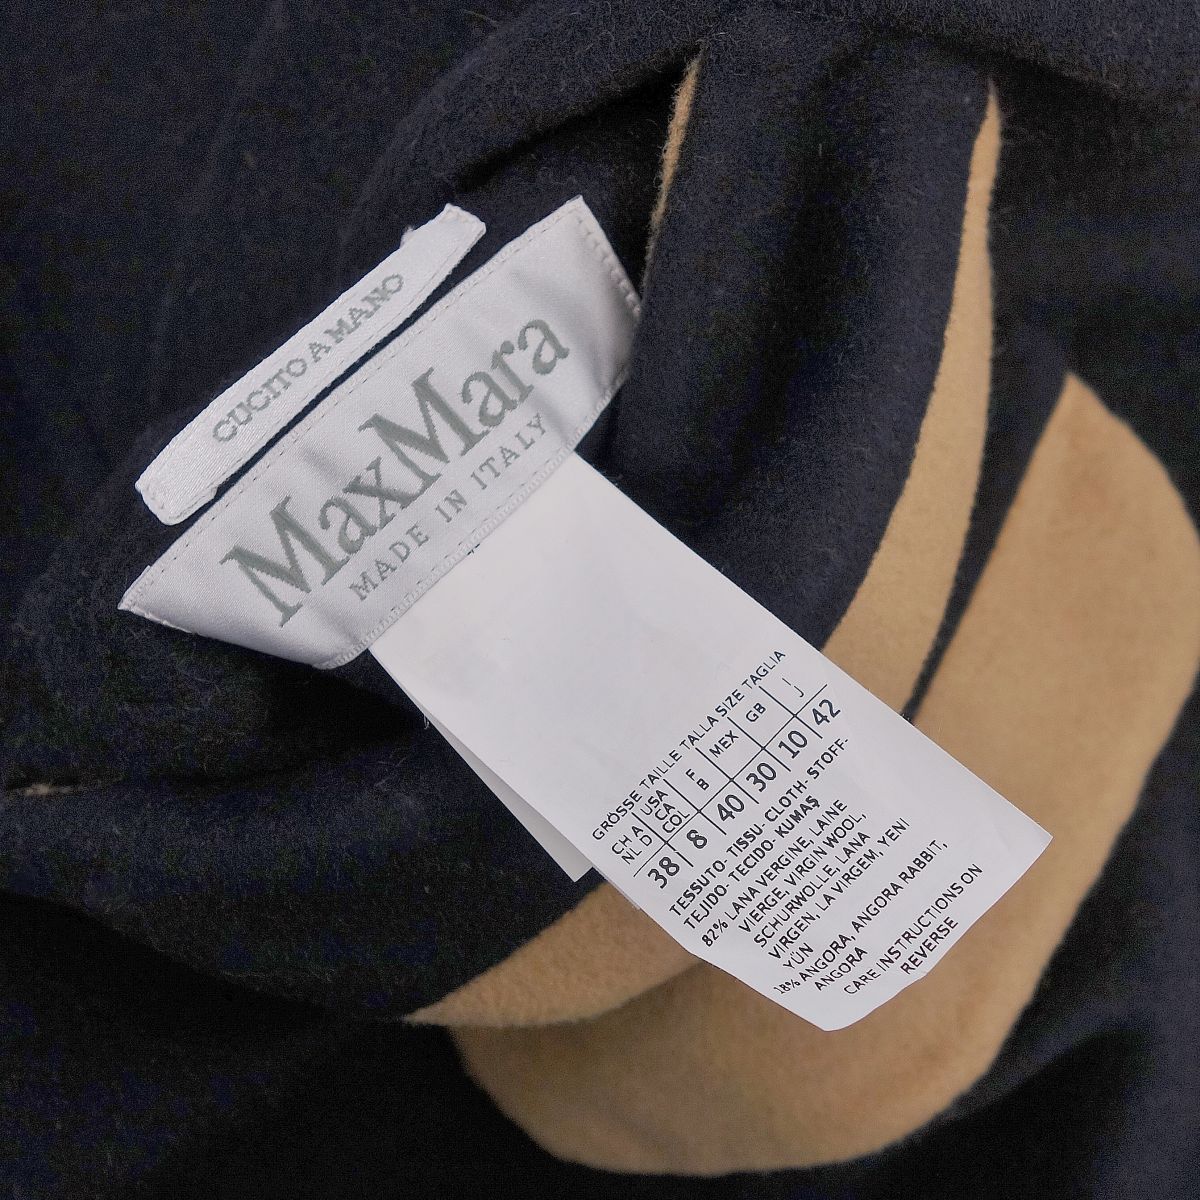 CUCITO A MANO
MaxMara
MADE IN ITALY
GRÖSSE TAILLE TALLA SIZE TAGLIA
CH A NL D | USA CA COL | F B | MEX | GB | J
38 | 8 | 40 | 30 | 10 | 42
TESSUTO- TISSU- CLOTH- STOFF-
TEJIDO- TECIDO- KUMAŞ
82% LANA VERGINE, LAINE
VIERGE, VIRGIN WOOL,
SCHURWOLLE, LANA
VIRGEN, LA VIRGEM, YENI
YÜN
18% ANGORA, ANGORA RABBIT,
ANGORA
CARE INSTRUCTIONS ON
REVERSE